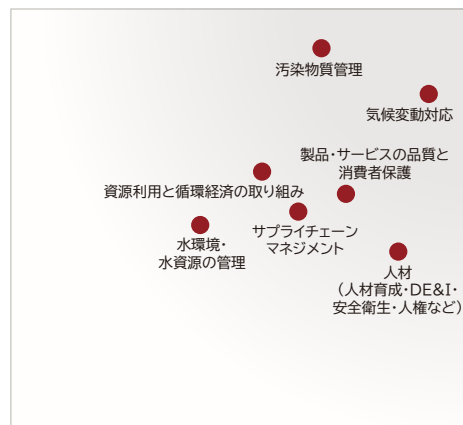 汚染物質管理
気候変動対応
製品・サービスの品質と
消費者保護
資源利用と循環経済の取り組み
サプライチェーン
マネジメント
水環境・
水資源の管理
人材
（人材育成・DE&I・
安全衛生・人権など）